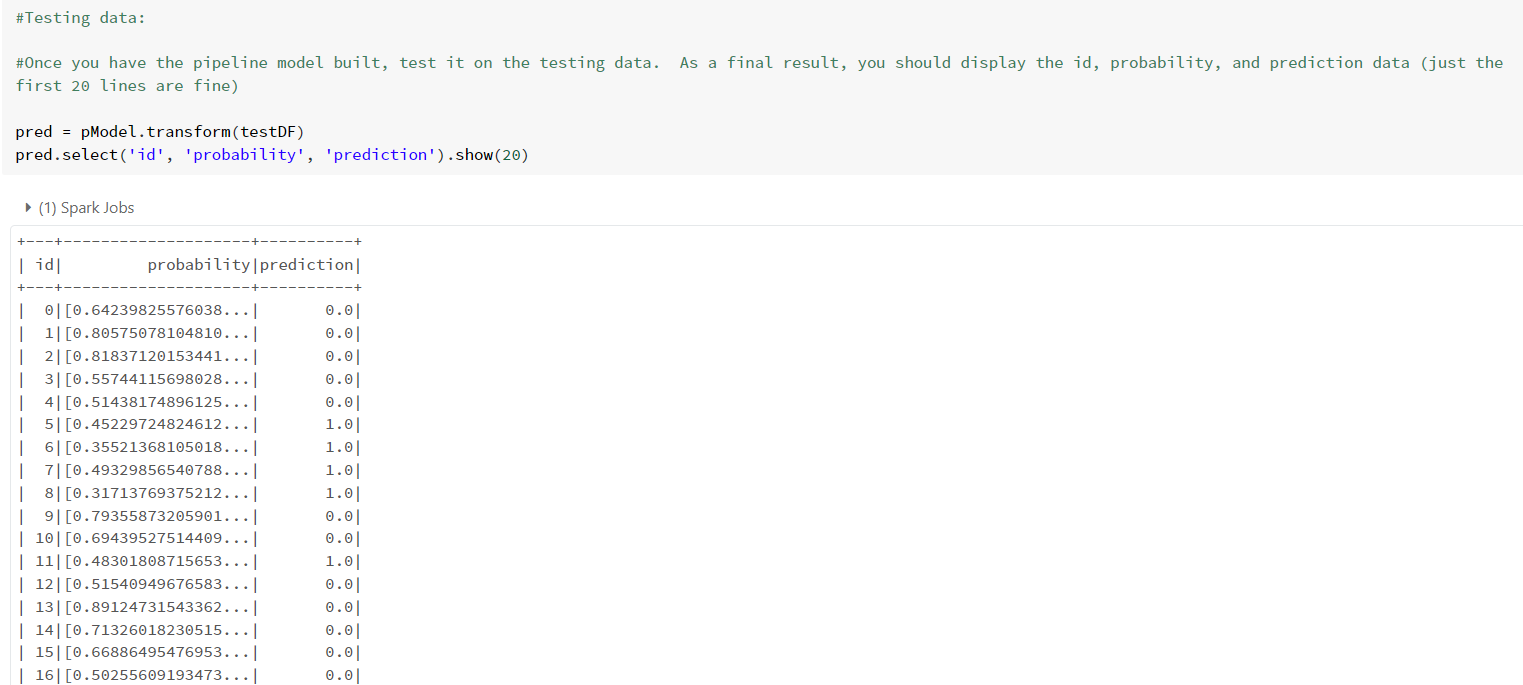 #Testing data:
#Once you have the pipeline model built, test it on the testing data.  As a final result, you should display the id, probability, and prediction data (just the
first 20 lines are fine)
pred = pModel.transform(testDF)
pred.select('id', 'probability', 'prediction').show(20)
(1) Spark Jobs
+---+--------------------+----------+
| id|         probability|prediction|
+---+--------------------+----------+
|  0|[0.64239825576038...|       0.0|
|  1|[0.80575078104810...|       0.0|
|  2|[0.81837120153441...|       0.0|
|  3|[0.55744115698028...|       0.0|
|  4|[0.51438174896125...|       0.0|
|  5|[0.45229724824612...|       1.0|
|  6|[0.35521368105018...|       1.0|
|  7|[0.49329856540788...|       1.0|
|  8|[0.31713769375212...|       1.0|
|  9|[0.79355873205901...|       0.0|
| 10|[0.69439527514409...|       0.0|
| 11|[0.48301808715653...|       1.0|
| 12|[0.51540949676583...|       0.0|
| 13|[0.89124731543362...|       0.0|
| 14|[0.71326018230515...|       0.0|
| 15|[0.66886495476953...|       0.0|
| 16|[0.50255609193473...|       0.0|